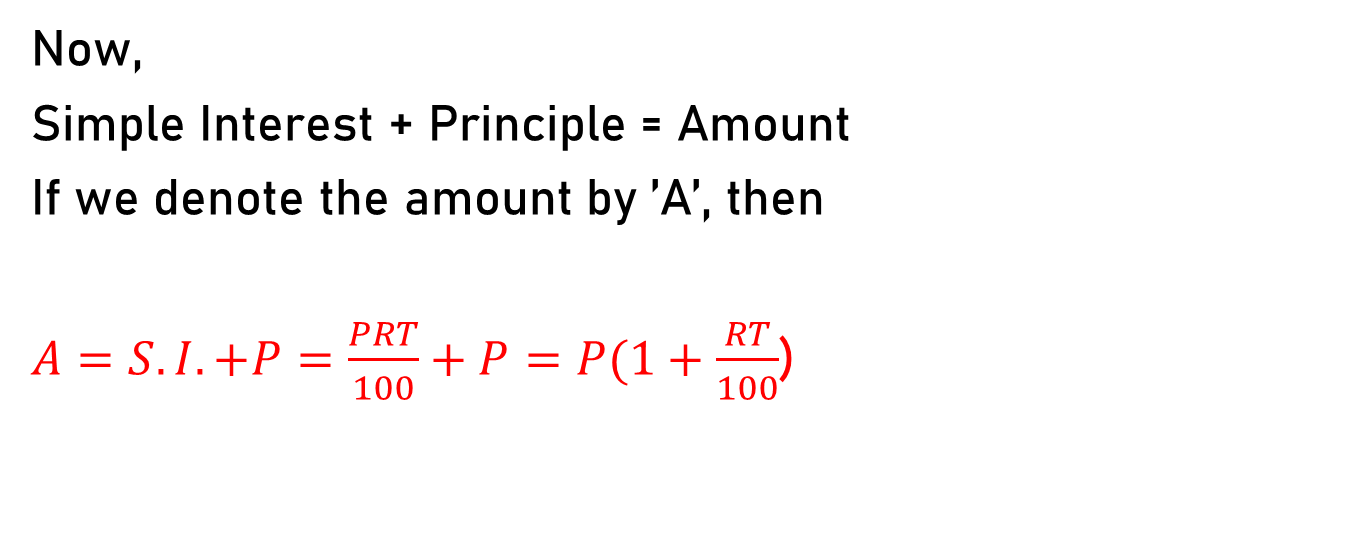 Now,
Simple Interest + Principle = Amount
If we denote the amount by 'A', then
A = S.I.+P = PRT/100 + P = P(1 + RT/100)